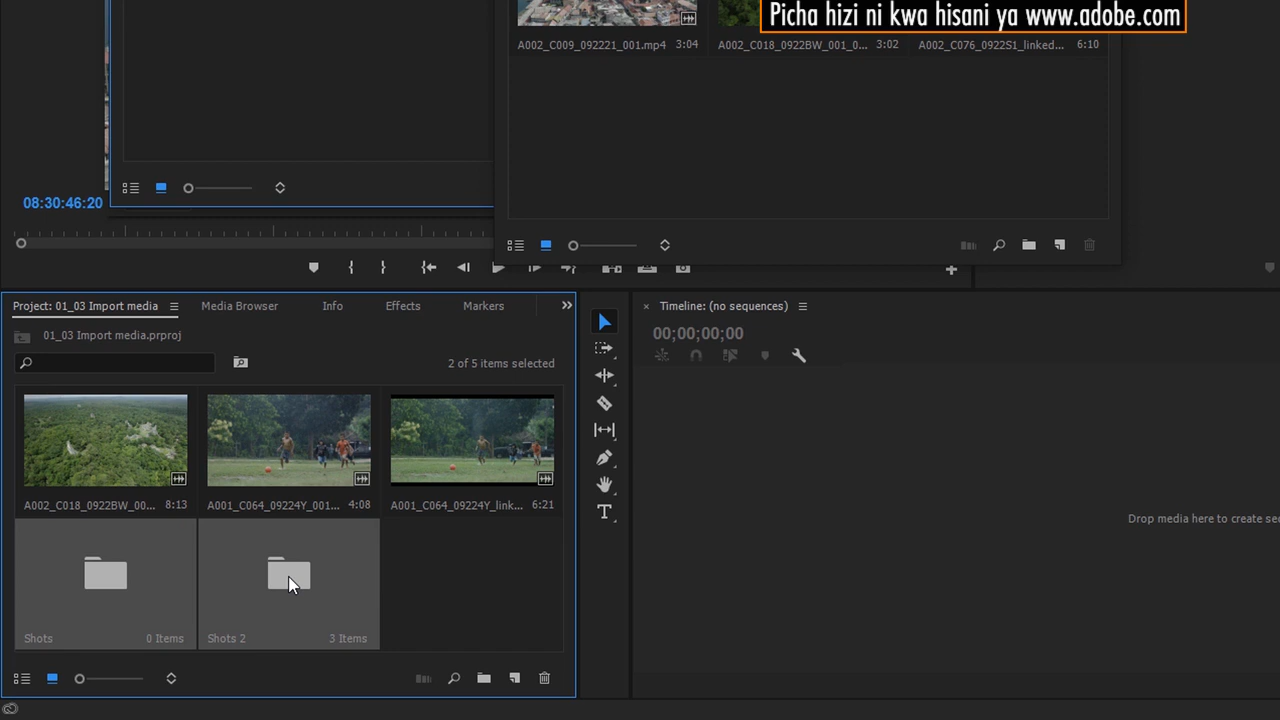 Picha hizi ni kwa hisani ya www.adobe.com
A002_C009_092221_001.mp4 3:04 A002_C018_0922BW_001_0... 3:02 A002_C076_0922S1_linked... 6:10
08:30:46:20
Project: 01_03 Import media Media Browser Info Effects Markers
× Timeline: (no sequences)
01_03 Import media.prproj
00;00;00;00
2 of 5 items selected
A002_C018_0922BW_00... 8:13 A001_C064_09224Y_001... 4:08 A001_C064_09224Y_link... 6:21
Drop media here to create se
Shots 0 Items Shots 2 3 Items